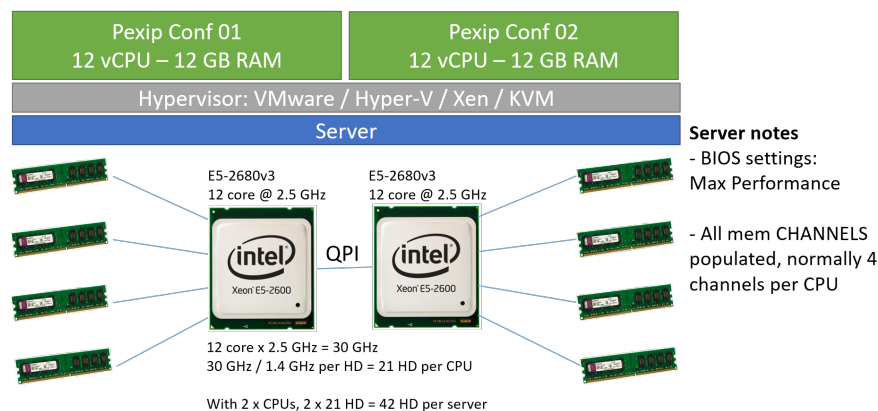 Pexip Conf 01
12 vCPU – 12 GB RAM
Pexip Conf 02
12 vCPU – 12 GB RAM
Hypervisor: VMware / Hyper-V / Xen / KVM
Server
Server notes
- BIOS settings:
Max Performance
- All mem CHANNELS
populated, normally 4
channels per CPU
E5-2680v3
12 core @ 2.5 GHz
E5-2680v3
12 core @ 2.5 GHz
intel
Xeon® E5-2600
QPI
intel
Xeon® E5-2600
12 core x 2.5 GHz = 30 GHz
30 GHz / 1.4 GHz per HD = 21 HD per CPU
With 2 x CPUs, 2 x 21 HD = 42 HD per server